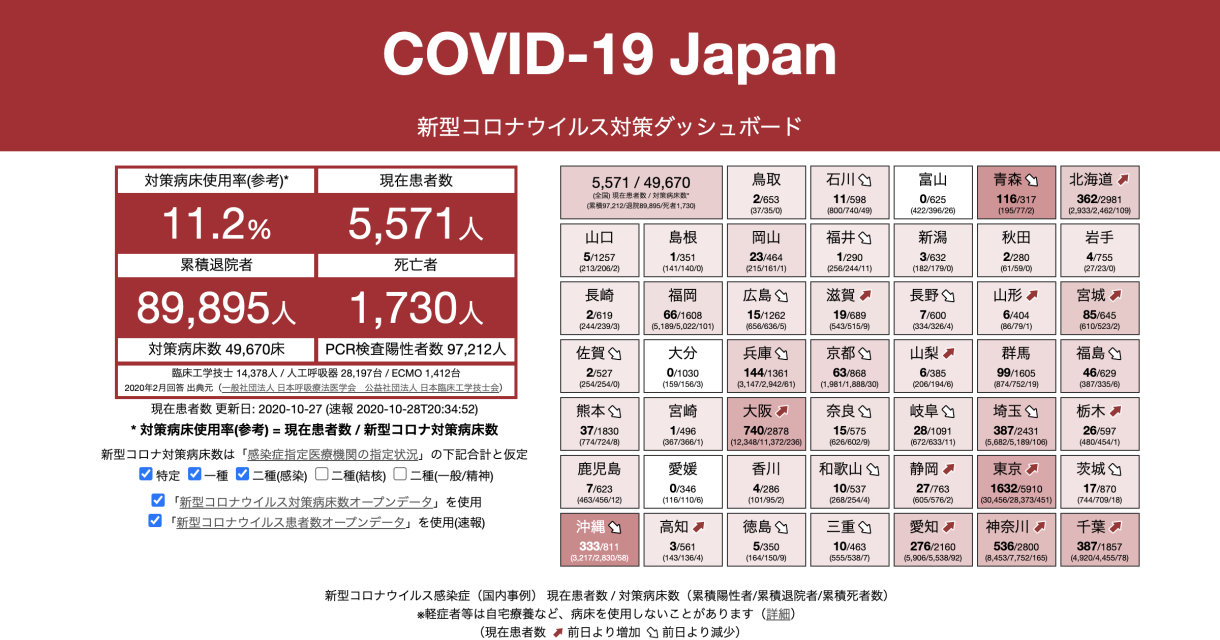 COVID-19 Japan
新型コロナウイルス対策ダッシュボード
対策病床使用率(参考)*
現在患者数
11.2%
5,571人
累積退院者
死亡者
89,895人
1,730人
対策病床数 49,670床
PCR検査陽性者数 97,212人
臨床工学技士 14,378人 / 人工呼吸器 28,197台 / ECMO 1,412台
2020年2月回答 出典元（一般社団法人 日本呼吸療法医学会　公益社団法人 日本臨床工学技士会）
現在患者数 更新日: 2020-10-27 (速報 2020-10-28T20:34:52)
* 対策病床使用率(参考) = 現在患者数 / 新型コロナ対策病床数
新型コロナ対策病床数は「感染症指定医療機関の指定状況」の下記合計と仮定
特定 一種 二種(感染) 二種(結核) 二種(一般/精神)
「新型コロナウイルス対策病床数オープンデータ」を使用
「新型コロナウイルス患者数オープンデータ」を使用(速報)
5,571 / 49,670
(全国) 現在患者数 / 対策病床数*
(累積97,212/退院89,895/死者1,730)
鳥取
2/653
(37/35/0)
石川
11/598
(800/740/49)
富山
0/625
(422/396/26)
青森
116/317
(195/77/2)
北海道
362/2981
(2,933/2,462/109)
山口
5/1257
(213/206/2)
島根
1/351
(141/140/0)
岡山
23/464
(215/161/1)
福井
1/290
(256/244/11)
新潟
3/632
(182/179/0)
秋田
2/280
(61/59/0)
岩手
4/755
(27/23/0)
長崎
2/619
(244/239/3)
福岡
66/1608
(5,189/5,022/101)
広島
15/1262
(656/636/5)
滋賀
19/689
(543/515/9)
長野
7/600
(334/326/4)
山形
6/404
(86/79/1)
宮城
85/645
(610/523/2)
佐賀
2/527
(254/254/0)
大分
0/1030
(159/156/3)
兵庫
144/1361
(3,147/2,942/61)
京都
63/868
(1,981/1,888/30)
山梨
6/385
(206/194/6)
群馬
99/1605
(874/752/19)
福島
46/629
(387/335/6)
熊本
37/1830
(774/724/8)
宮崎
1/496
(367/366/1)
大阪
740/2878
(12,348/11,372/236)
奈良
15/575
(626/602/9)
岐阜
28/1091
(672/633/11)
埼玉
387/2431
(5,682/5,189/106)
栃木
26/597
(480/454/1)
鹿児島
7/623
(463/456/12)
愛媛
0/346
(116/110/6)
香川
4/286
(101/95/2)
和歌山
10/537
(268/254/4)
静岡
27/763
(605/576/2)
東京
1632/5910
(30,456/28,373/451)
茨城
17/870
(744/709/18)
沖縄
333/811
(3,217/2,830/58)
高知
3/561
(143/136/4)
徳島
5/350
(164/150/9)
三重
10/463
(555/538/7)
愛知
276/2160
(5,906/5,538/92)
神奈川
536/2800
(8,453/7,752/165)
千葉
387/1857
(4,920/4,455/78)
新型コロナウイルス感染症（国内事例） 現在患者数 / 対策病床数（累積陽性者/累積退院者/累積死者数）
※軽症者等は自宅療養など、病床を使用しないことがあります（詳細）
（現在患者数 前日より増加 前日より減少）